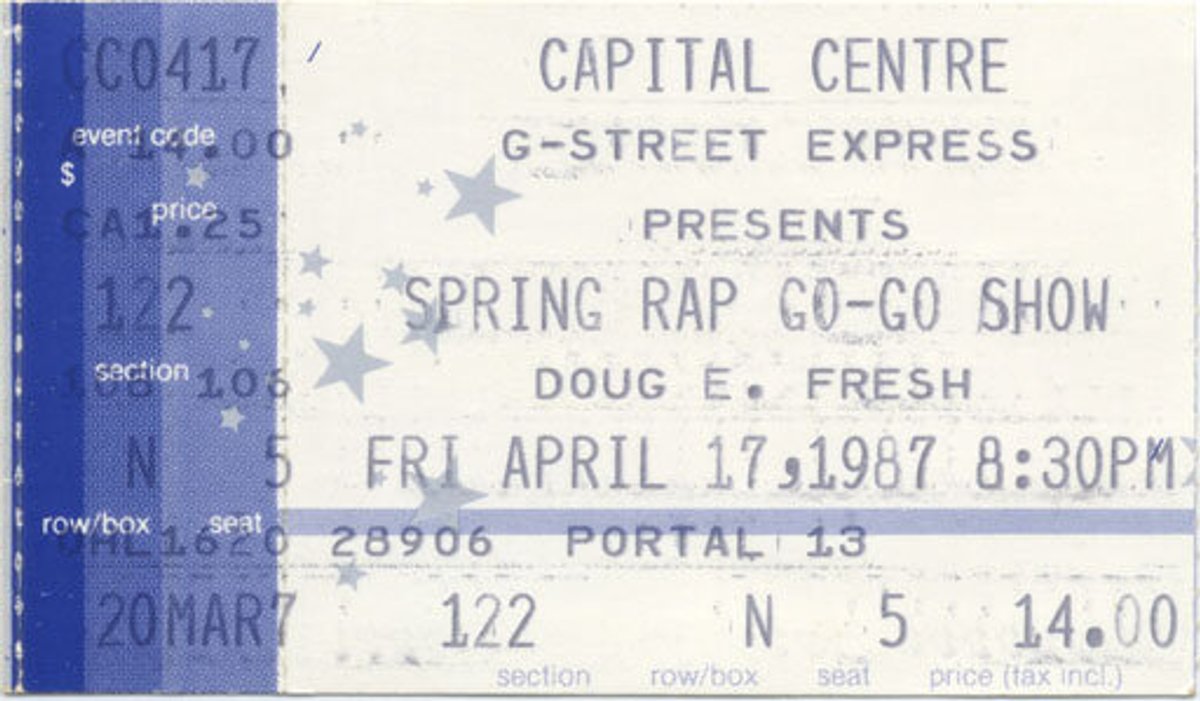 CC0417
event code
A 14.00
$
price
CA1.25
122
section
106
N 5
row/box seat
1620
20MAR7
CAPITAL CENTRE
G-STREET EXPRESS
PRESENTS
SPRING RAP GO-GO SHOW
DOUG E. FRESH
FRI APRIL 17,1987 8:30PM
28906 PORTAL 13
122 N 5 14.00
section row/box seat price (tax incl.)